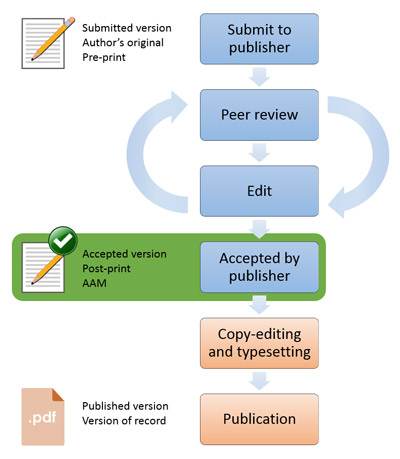 Submitted version
Author's original
Pre-print
Submit to
publisher
Peer review
Edit
Accepted version
Post-print
AAM
Accepted by
publisher
Copy-editing
and typesetting
.pdf
Published version
Version of record
Publication